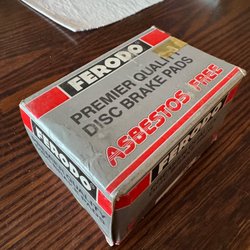 FERODO
PREMIER QUALITY
DISC BRAKE PADS
ASBESTOS FREE
FERODO
FERODO